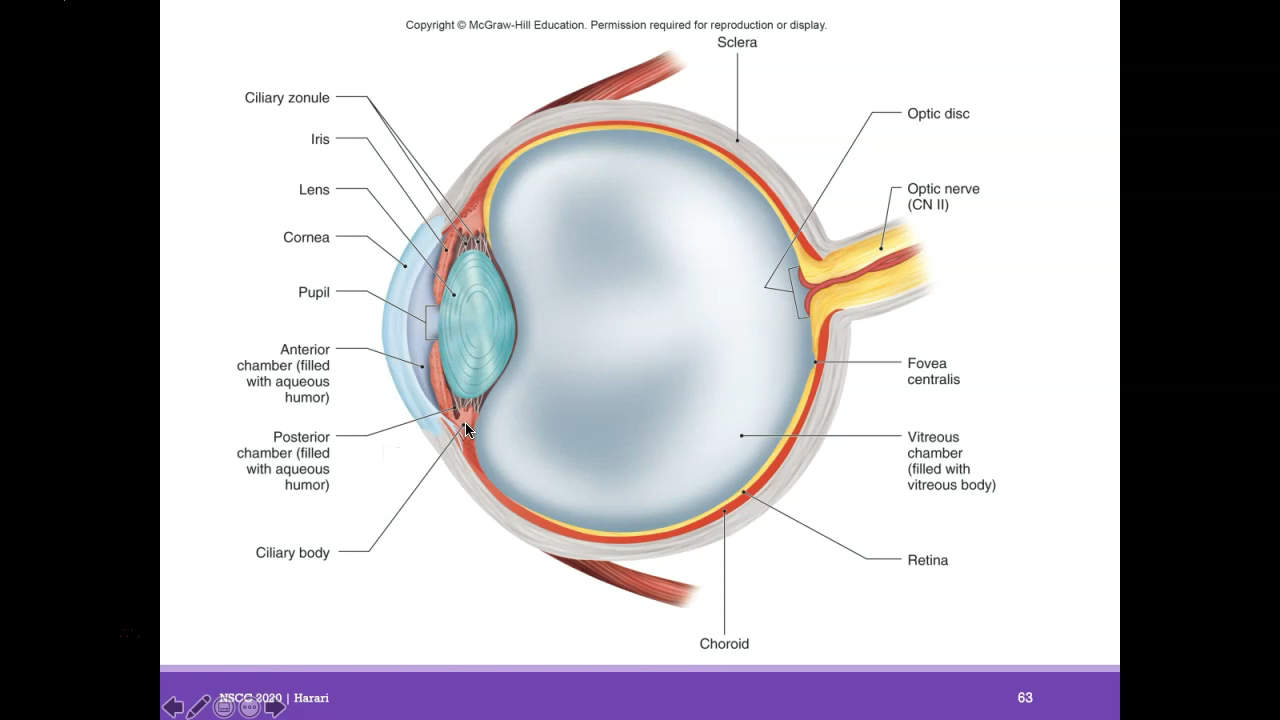 Copyright © McGraw-Hill Education. Permission required for reproduction or display.
Sclera
Ciliary zonule
Iris
Lens
Cornea
Pupil
Anterior
chamber (filled
with aqueous
humor)
Posterior
chamber (filled
with aqueous
humor)
Ciliary body
Optic disc
Optic nerve
(CN II)
Fovea
centralis
Vitreous
chamber
(filled with
vitreous body)
Retina
Choroid
NSCC 2020 | Harari
63